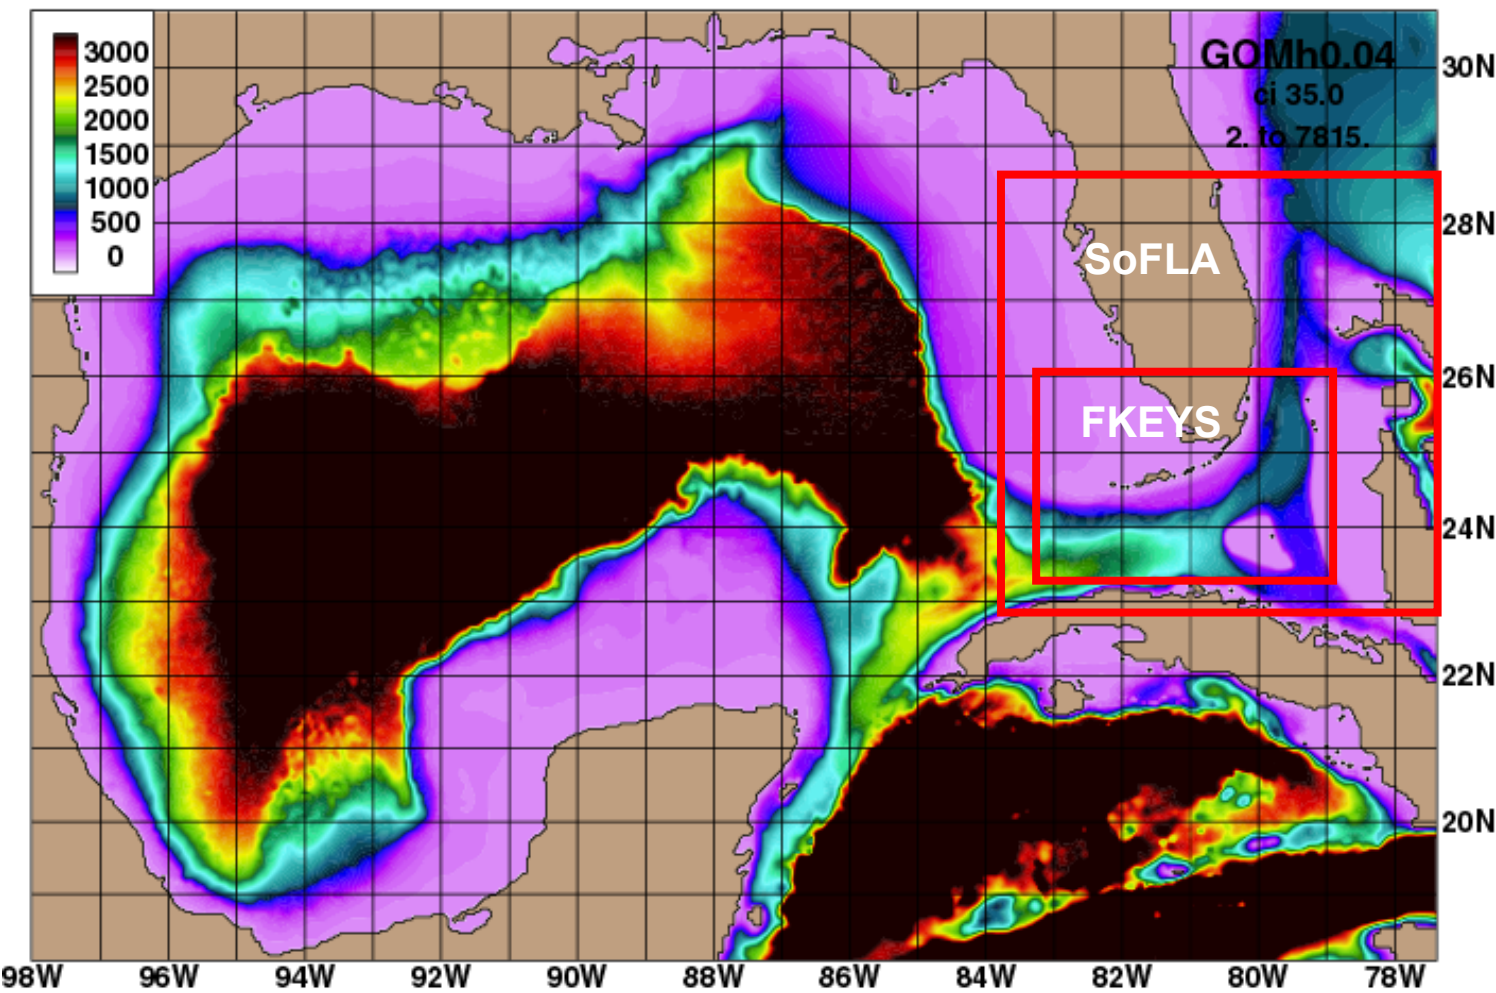 3000
2500
2000
1500
1000
500
0
GOMh0.04
ci 35.0
2. to 7815.
30N
28N
26N
24N
22N
20N
SoFLA
FKEYS
98W 96W 94W 92W 90W 88W 86W 84W 82W 80W 78W